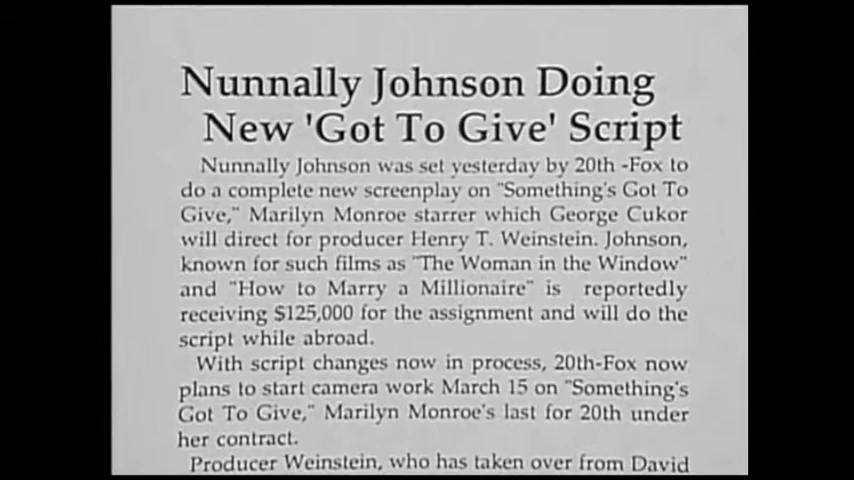 Nunnally Johnson Doing
New 'Got To Give' Script
Nunnally Johnson was set yesterday by 20th -Fox to
do a complete new screenplay on "Something's Got To
Give," Marilyn Monroe starrer which George Cukor
will direct for producer Henry T. Weinstein. Johnson,
known for such films as "The Woman in the Window"
and "How to Marry a Millionaire" is reportedly
receiving $125,000 for the assignment and will do the
script while abroad.
With script changes now in process, 20th-Fox now
plans to start camera work March 15 on "Something's
Got To Give," Marilyn Monroe's last for 20th under
her contract.
Producer Weinstein, who has taken over from David